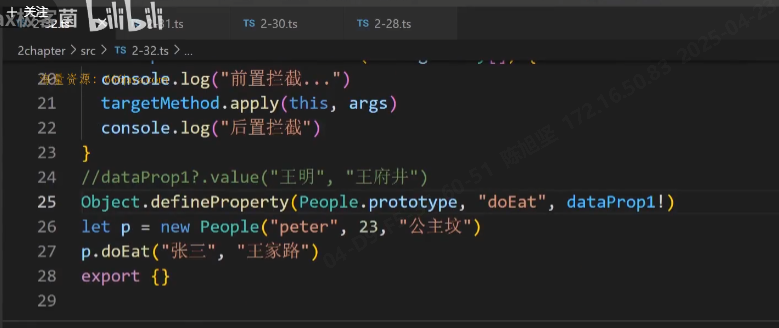 + 关注
bilibili
2-32.ts
-31.ts
TS 2-30.ts
TS 2-28.ts
2chapter > src > TS 2-32.ts > ...
20 console.log("前置拦截...")
21 targetMethod.apply(this, args)
22 console.log("后置拦截")
23 }
24 //dataProp1?.value("王明", "王府井")
25 Object.defineProperty(People.prototype, "doEat", dataProp1!)
26 let p = new People("peter", 23, "公主坟")
27 p.doEat("张三", "王家路")
28 export {}
29